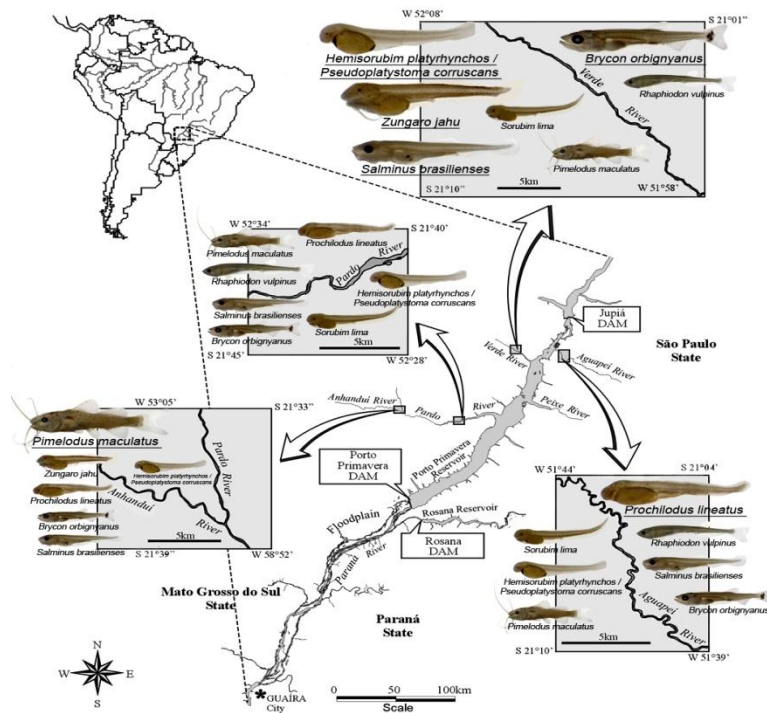 W 52°08’
S 21°01’’
Hemisorubim platyrhynchos /
Pseudoplatystoma corruscans
Brycon orbignyanus
Verde
River
Rhaphiodon vulpinus
Zungaro jahu
Sorubim lima
Salminus brasilienses
Pimelodus maculatus
S 21°10’’
5km
W 51°58’
W 52°34’
S 21°40’
Prochilodus lineatus
Pimelodus maculatus
Pardo River
Rhaphiodon vulpinus
Hemisorubim platyrhynchos /
Pseudoplatystoma corruscans
Salminus brasilienses
Sorubim lima
Brycon orbignyanus
5km
S 21°45’
W 52°28’
Jupiá
DAM
São Paulo
State
Verde River
Aguapei River
Peixe River
Anhandui River
Pardo River
W 53°05’
S 21°33’’
Pimelodus maculatus
Zungaro jahu
Hemisorubim platyrhynchos /
Pseudoplatystoma corruscans
Pardo River
Prochilodus lineatus
Anhandui
River
Brycon orbignyanus
Salminus brasilienses
5km
S 21°39’’
W 58°52’
Porto
Primavera
DAM
Porto Primavera
Reservoir
Floodplain
Rosana Reservoir
Rosana
DAM
Paraná
River
W 51°44’
S 21°04’
Prochilodus lineatus
Sorubim lima
Rhaphiodon vulpinus
Hemisorubim platyrhynchos /
Pseudoplatystoma corruscans
Salminus brasilienses
Aguapei
River
Brycon orbignyanus
Pimelodus maculatus
5km
S 21°10’
W 51°39’
Mato Grosso do Sul
State
Paraná
State
N
W E
S
GUAÍRA
City
0 50 100km
Scale